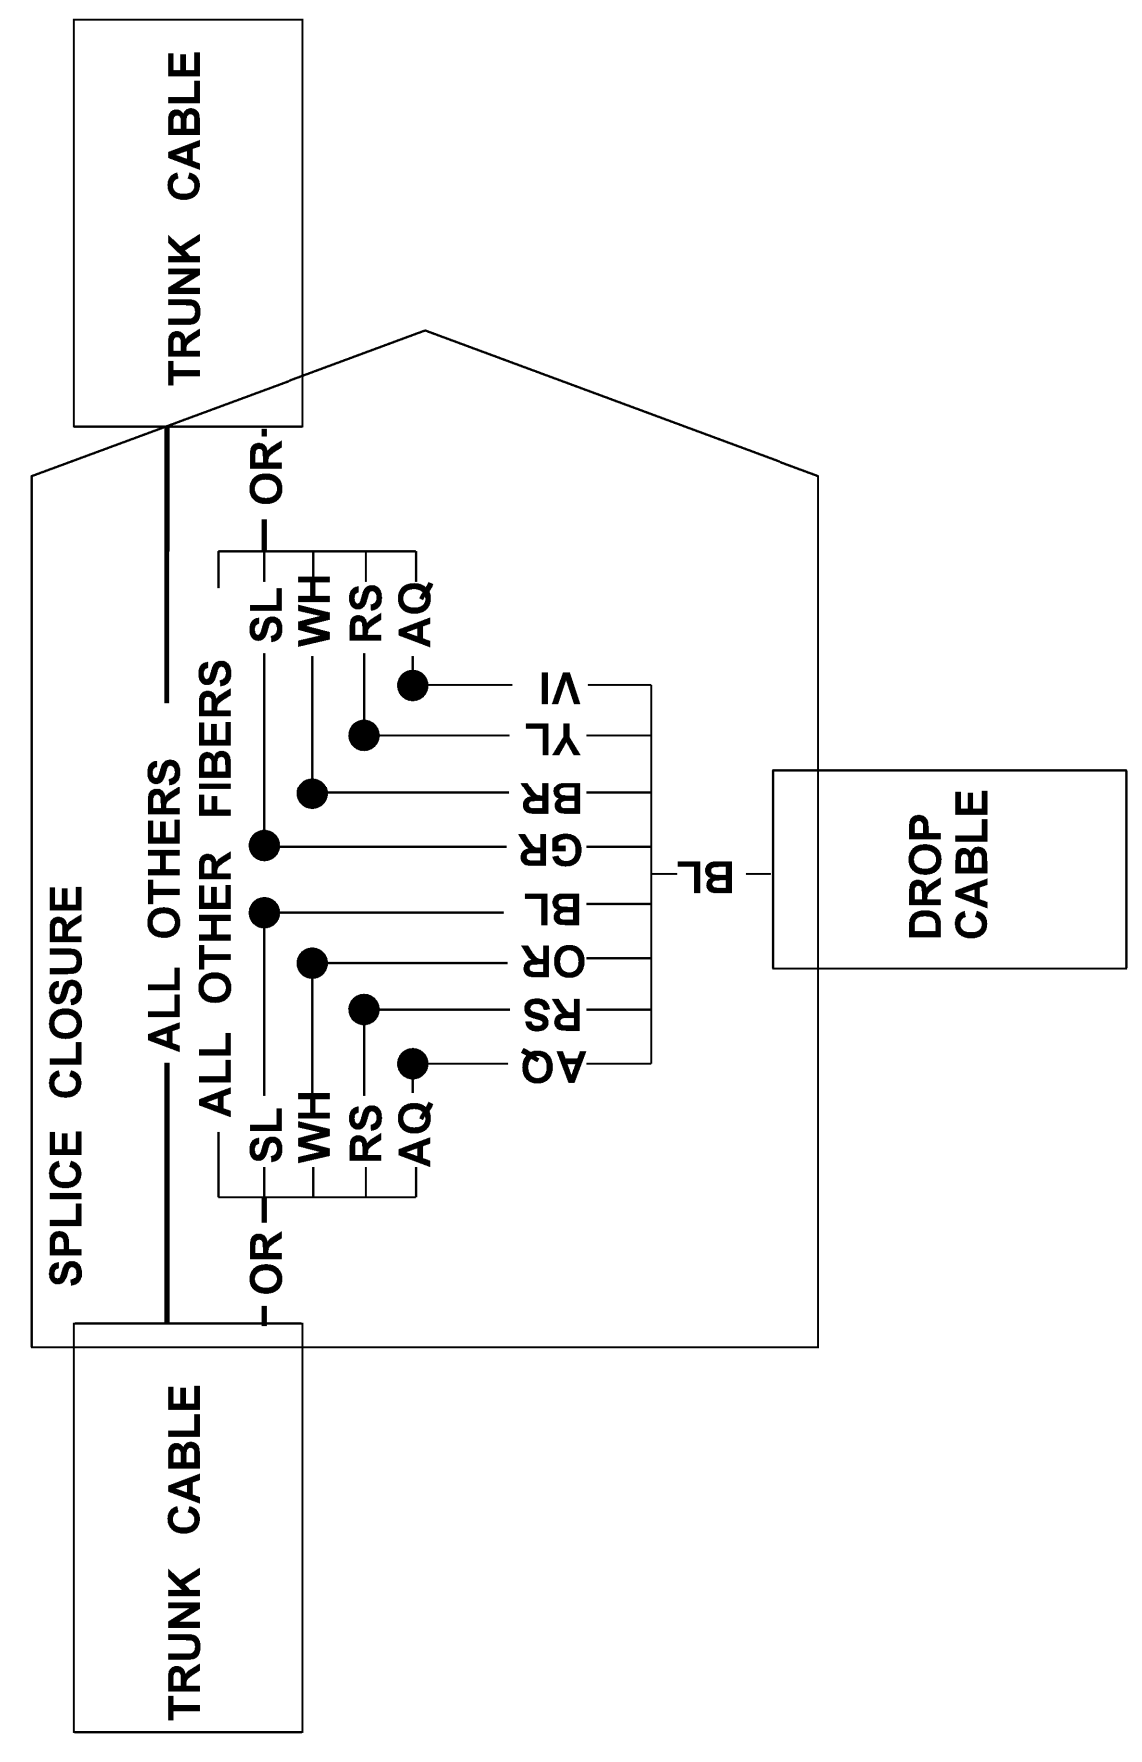 SPLICE CLOSURE
TRUNK CABLE
ALL OTHERS
TRUNK CABLE
ALL OTHER FIBERS
OR
SL
SL
OR
WH
WH
RS
RS
AQ
AQ
AQ
RS
OR
BL
GR
BR
YL
VI
BL
DROP
CABLE